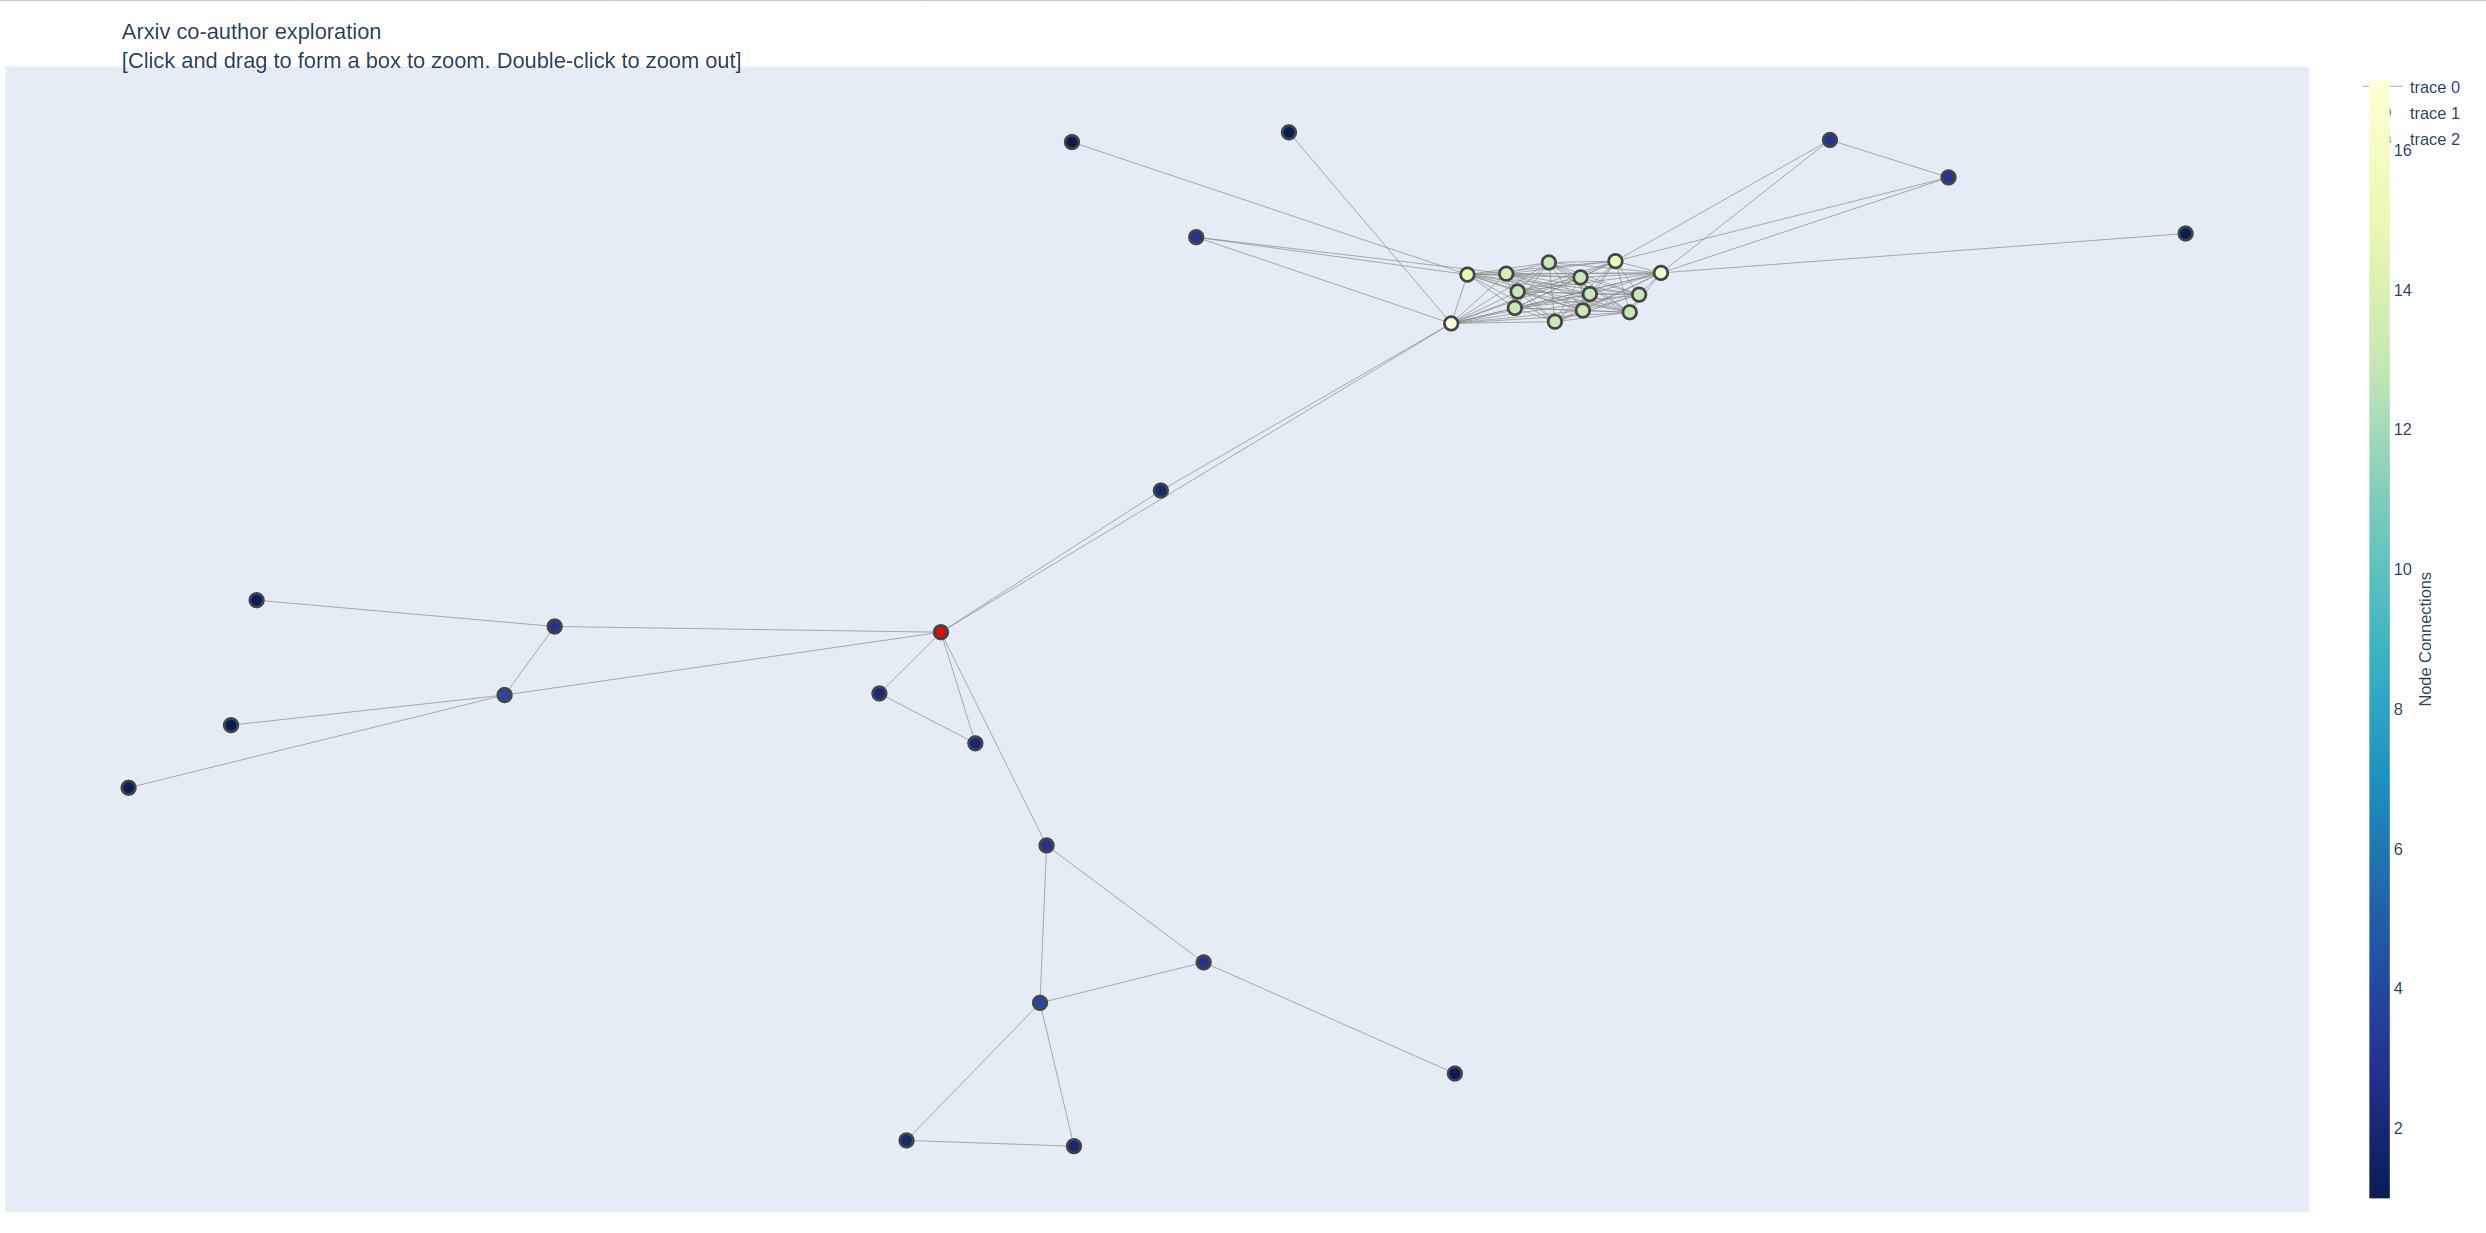 Arxiv co-author exploration
[Click and drag to form a box to zoom. Double-click to zoom out]
trace 0
trace 1
trace 2
16
14
12
10
8
6
4
2
Node Connections